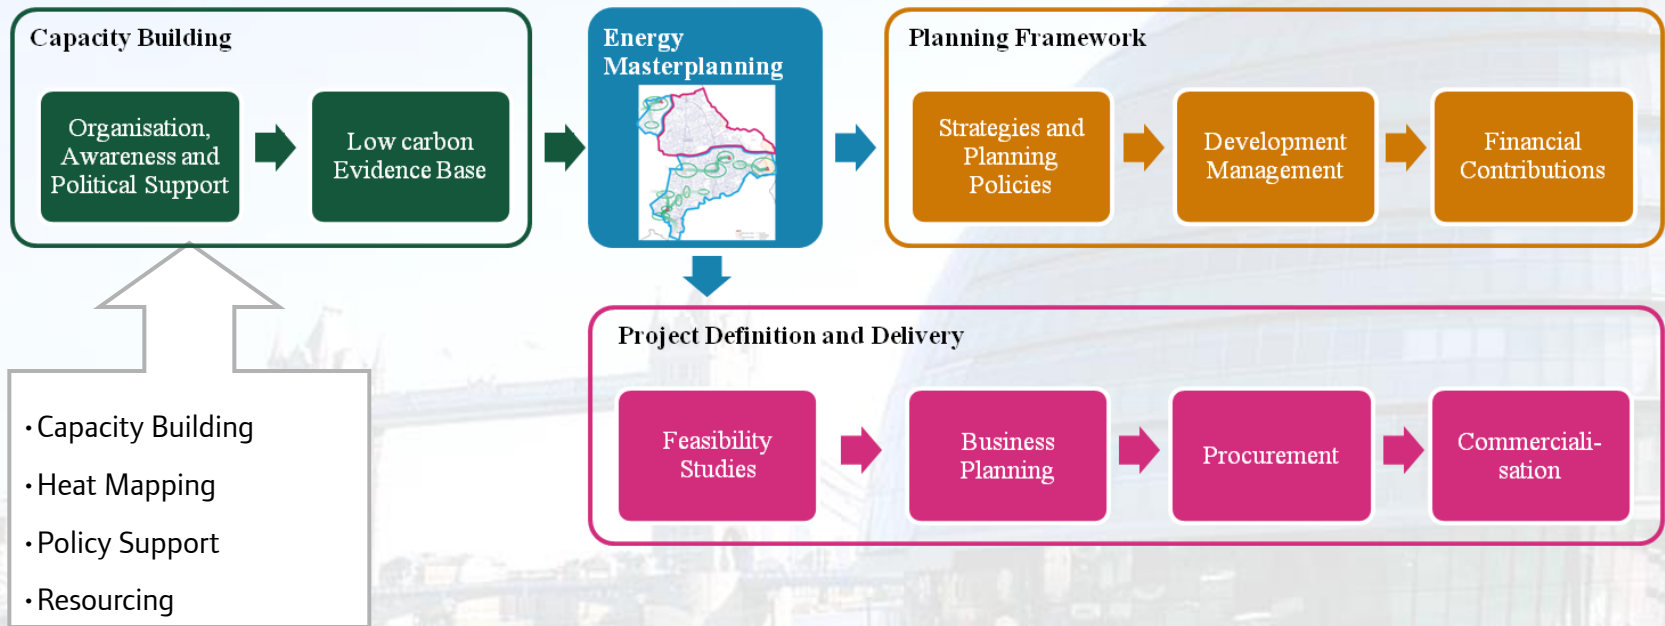 Capacity Building
Organisation,
Awareness and
Political Support
Low carbon
Evidence Base
Energy
Masterplanning
Planning Framework
Strategies and
Planning
Policies
Development
Management
Financial
Contributions
Project Definition and Delivery
Feasibility
Studies
Business
Planning
Procurement
Commerciali-
sation
• Capacity Building
• Heat Mapping
• Policy Support
• Resourcing